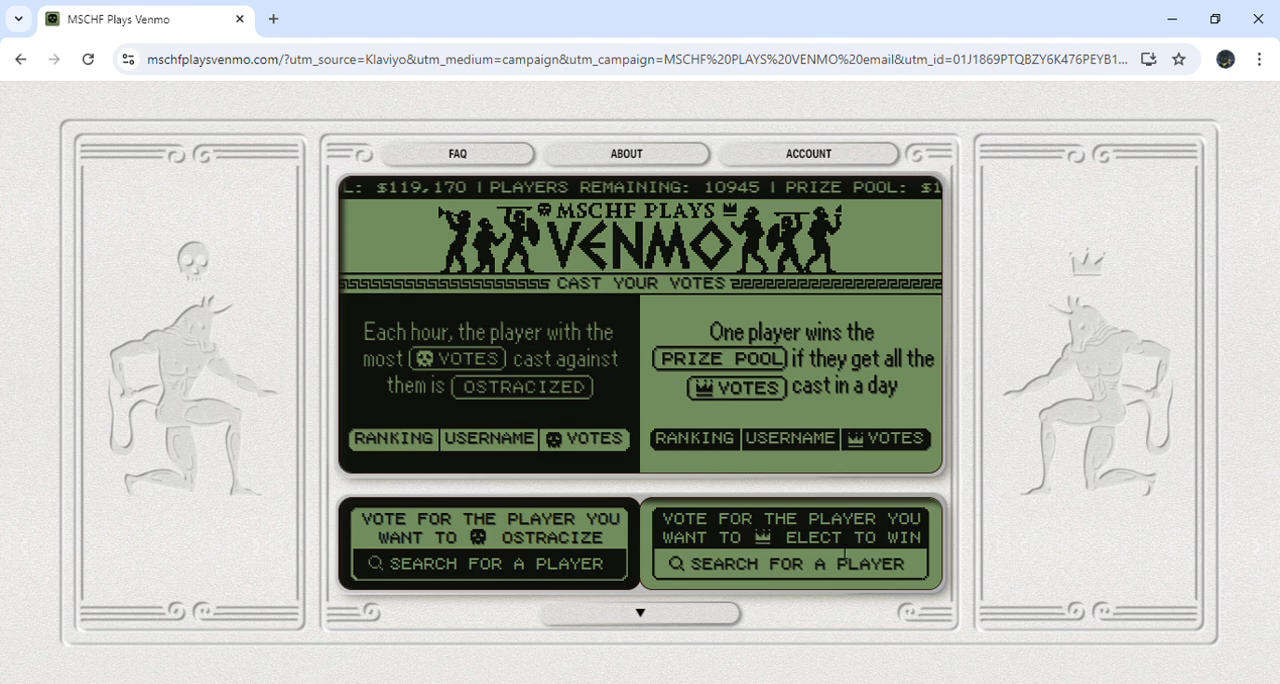 MSCHF Plays Venmo
mschfplaysvenmo.com/?utm_source=Klaviyo&utm_medium=campaign&utm_campaign=MSCHF%20PLAYS%20VENMO%20email&utm_id=01J1869PTQBZY6K476PEYB1...
FAQ
ABOUT
ACCOUNT
L: $119,170 | PLAYERS REMAINING: 10945 | PRIZE POOL: $1
MSCHF PLAYS
VENMO
CAST YOUR VOTES
Each hour, the player with the
most VOTES cast against
them is OSTRACIZED
RANKING USERNAME VOTES
One player wins the
PRIZE POOL if they get all the
VOTES cast in a day
RANKING USERNAME VOTES
VOTE FOR THE PLAYER YOU
WANT TO OSTRACIZE
SEARCH FOR A PLAYER
VOTE FOR THE PLAYER YOU
WANT TO ELECT TO WIN
SEARCH FOR A PLAYER